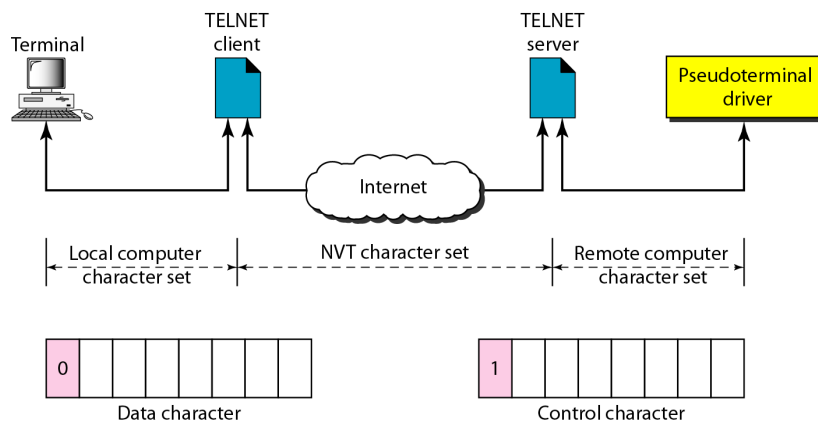 Terminal
TELNET
client
TELNET
server
Pseudoterminal
driver
Internet
Local computer
character set
NVT character set
Remote computer
character set
0
1
Data character
Control character